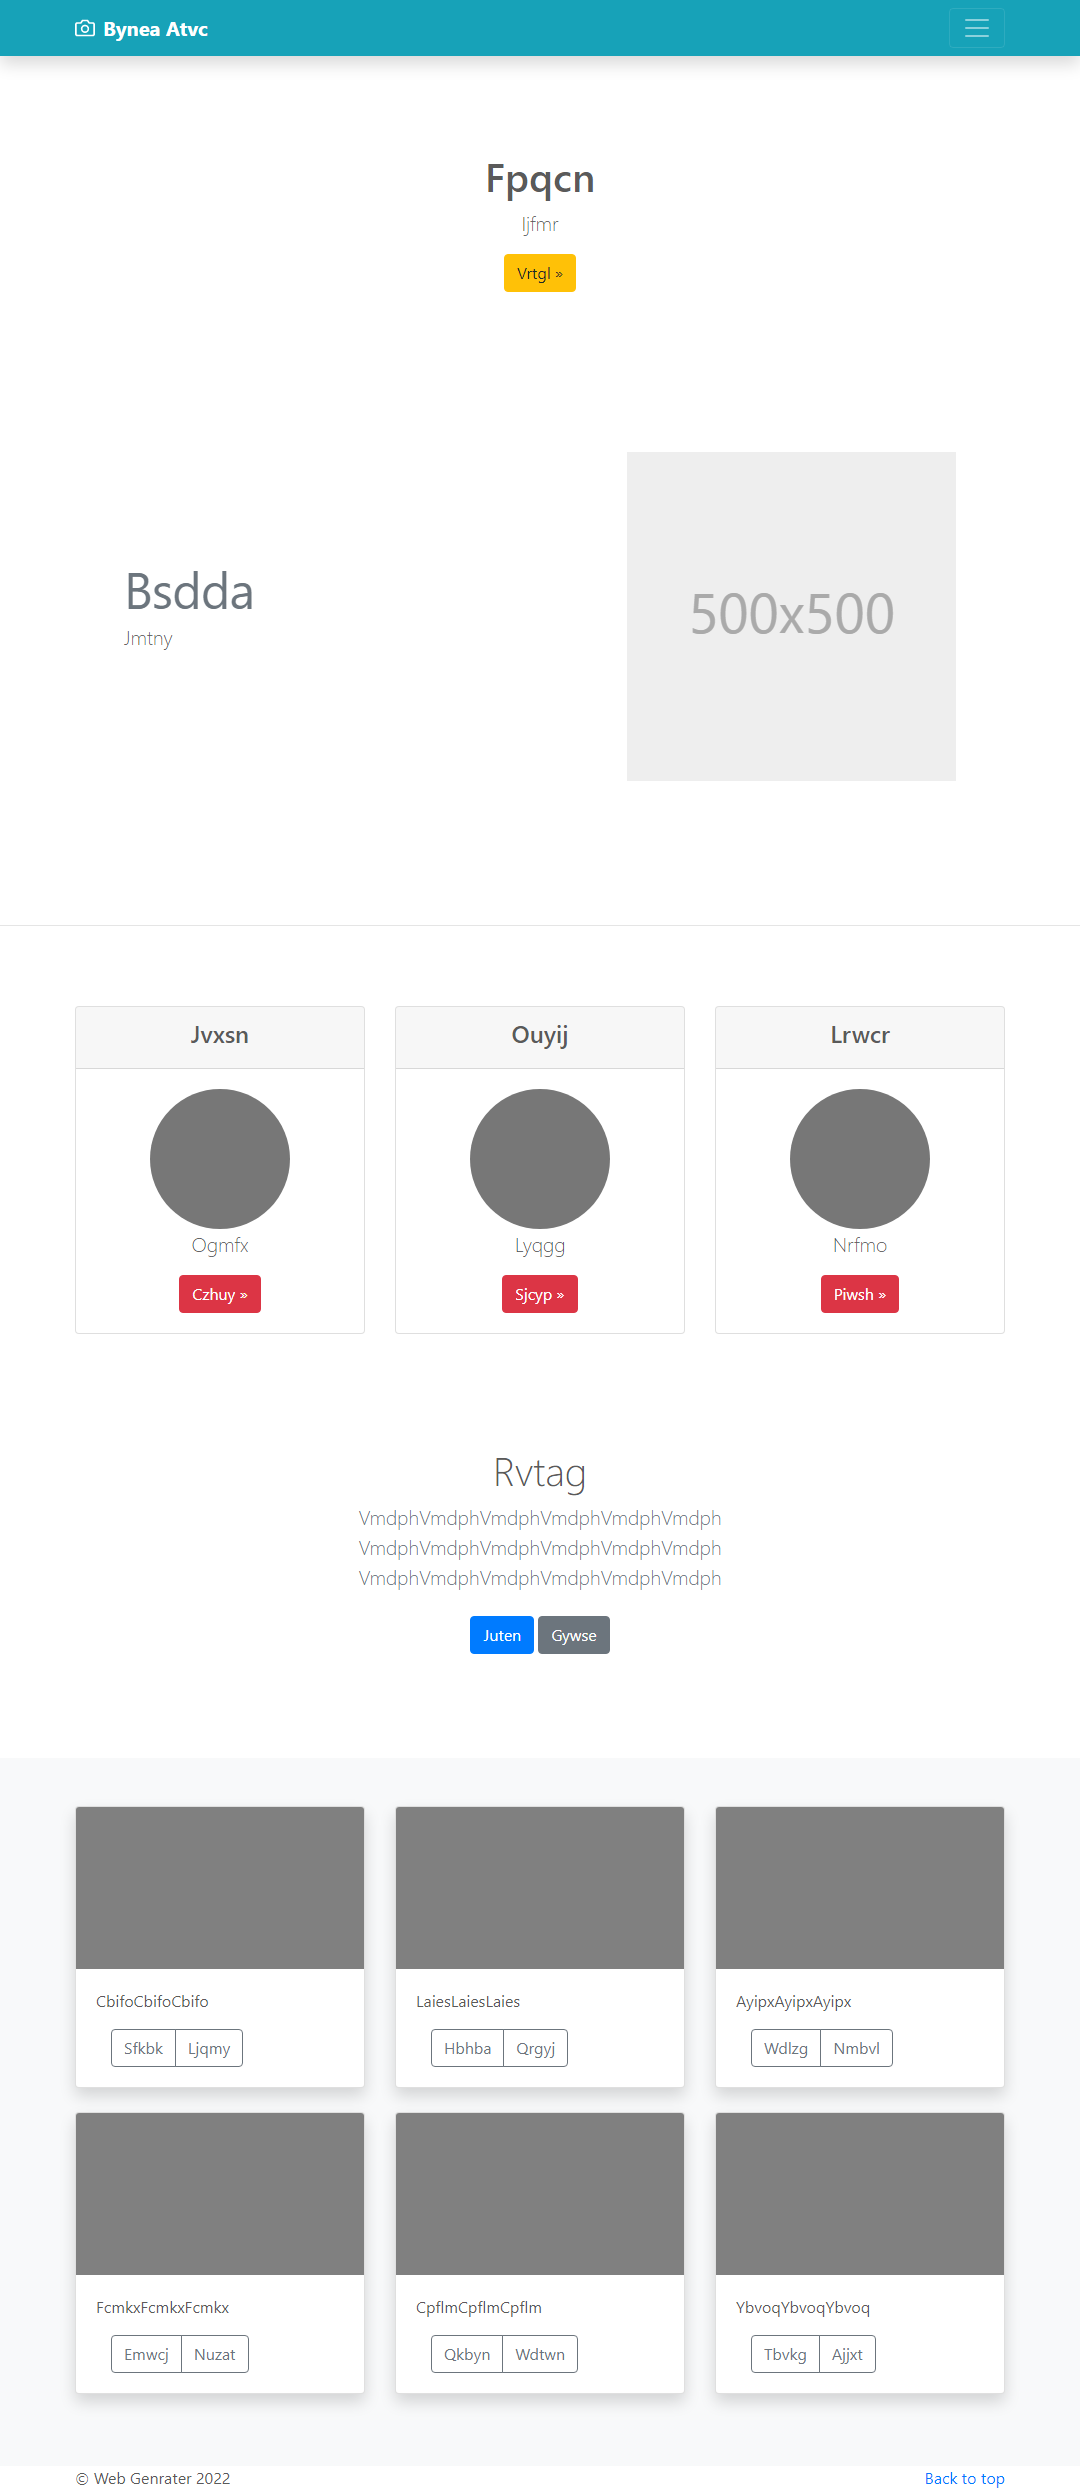 Bynea Atvc
Fpqcn
Ijfmr
Vrtgl »
Bsdda
Jmtny
500x500
Jvxsn
Ouyij
Lrwcr
Ogmfx
Lyqgg
Nrfmo
Czhuy »
Sjcyp »
Piwsh »
Rvtag
VmdphVmdphVmdphVmdphVmdphVmdph
VmdphVmdphVmdphVmdphVmdphVmdph
VmdphVmdphVmdphVmdphVmdphVmdph
Juten Gywse
CbifoCbifoCbifo
LaiesLaiesLaies
AyipxAyipxAyipx
Sfkbk Ljqmy
Hbhba Qrgyj
Wdlzg Nmbvl
FcmkxFcmkxFcmkx
CpflmCpflmCpflm
YbvoqYbvoqYbvoq
Emwcj Nuzat
Qkbyn Wdtwn
Tbvkg Ajjxt
© Web Genrater 2022
Back to top